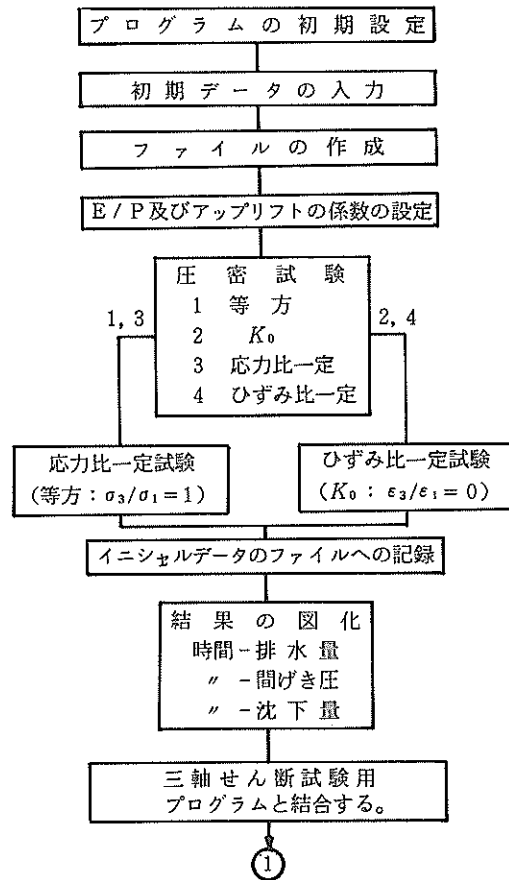 プログラムの初期設定
初期データの入力
ファイルの作成
E/P及びアップリフトの係数の設定
圧密試験
1 等方
2 K₀
3 応力比一定
4 ひずみ比一定
1, 3
2, 4
応力比一定試験
(等方：σ₃/σ₁=1)
ひずみ比一定試験
(K₀：ε₃/ε₁=0)
イニシャルデータのファイルへの記録
結果の図化
時間-排水量
〃 -間げき圧
〃 -沈下量
三軸せん断試験用
プログラムと結合する。
1